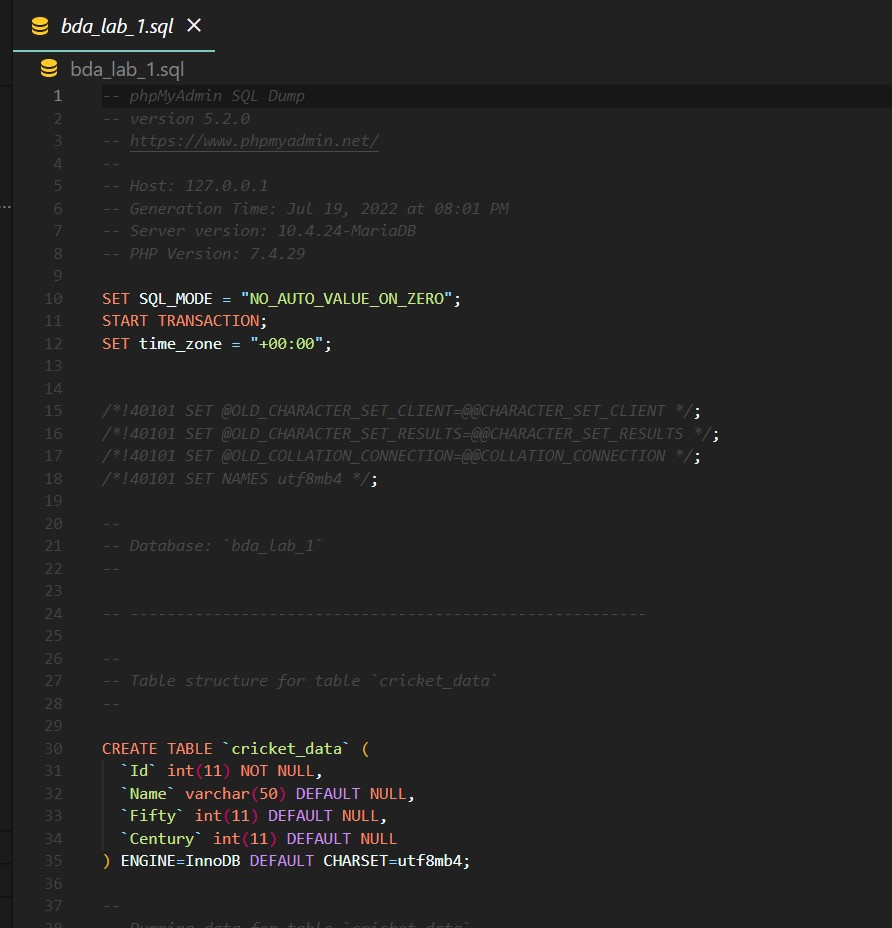 bda_lab_1.sql
bda_lab_1.sql
1 -- phpMyAdmin SQL Dump
2 -- version 5.2.0
3 -- https://www.phpmyadmin.net/
4 --
5 -- Host: 127.0.0.1
6 -- Generation Time: Jul 19, 2022 at 08:01 PM
7 -- Server version: 10.4.24-MariaDB
8 -- PHP Version: 7.4.29
9
10 SET SQL_MODE = "NO_AUTO_VALUE_ON_ZERO";
11 START TRANSACTION;
12 SET time_zone = "+00:00";
13
14
15 /*!40101 SET @OLD_CHARACTER_SET_CLIENT=@@CHARACTER_SET_CLIENT */;
16 /*!40101 SET @OLD_CHARACTER_SET_RESULTS=@@CHARACTER_SET_RESULTS */;
17 /*!40101 SET @OLD_COLLATION_CONNECTION=@@COLLATION_CONNECTION */;
18 /*!40101 SET NAMES utf8mb4 */;
19
20 --
21 -- Database: `bda_lab_1`
22 --
23
24 -- --------------------------------------------------------
25
26 --
27 -- Table structure for table `cricket_data`
28 --
29
30 CREATE TABLE `cricket_data` (
31 `Id` int(11) NOT NULL,
32 `Name` varchar(50) DEFAULT NULL,
33 `Fifty` int(11) DEFAULT NULL,
34 `Century` int(11) DEFAULT NULL
35 ) ENGINE=InnoDB DEFAULT CHARSET=utf8mb4;
36
37 --
38 -- Dumping data for table `cricket_data`